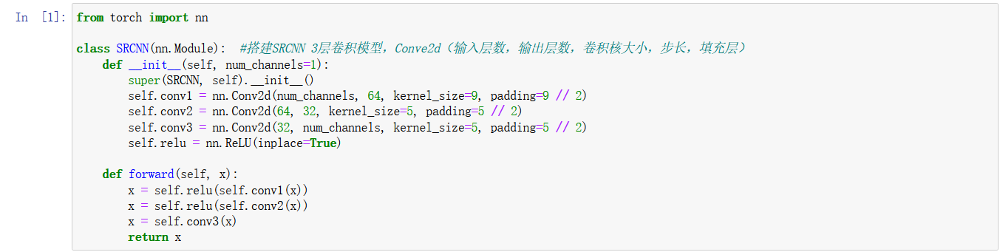 In [1]: from torch import nn
class SRCNN(nn.Module): #搭建SRCNN 3层卷积模型，Conve2d（输入层数，输出层数，卷积核大小，步长，填充层）
def __init__(self, num_channels=1):
super(SRCNN, self).__init__()
self.conv1 = nn.Conv2d(num_channels, 64, kernel_size=9, padding=9 // 2)
self.conv2 = nn.Conv2d(64, 32, kernel_size=5, padding=5 // 2)
self.conv3 = nn.Conv2d(32, num_channels, kernel_size=5, padding=5 // 2)
self.relu = nn.ReLU(inplace=True)
def forward(self, x):
x = self.relu(self.conv1(x))
x = self.relu(self.conv2(x))
x = self.conv3(x)
return x